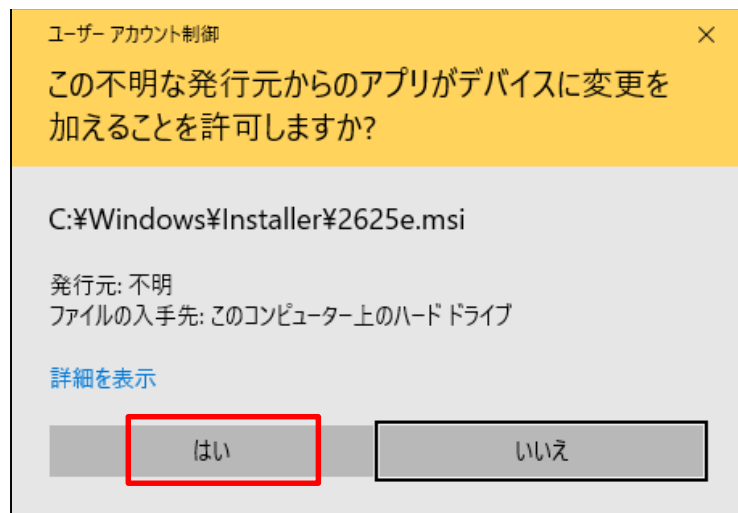 ユーザー アカウント制御
この不明な発行元からのアプリがデバイスに変更を
加えることを許可しますか?
C:¥Windows¥Installer¥2625e.msi
発行元: 不明
ファイルの入手先: このコンピューター上のハード ドライブ
詳細を表示
はい
いいえ